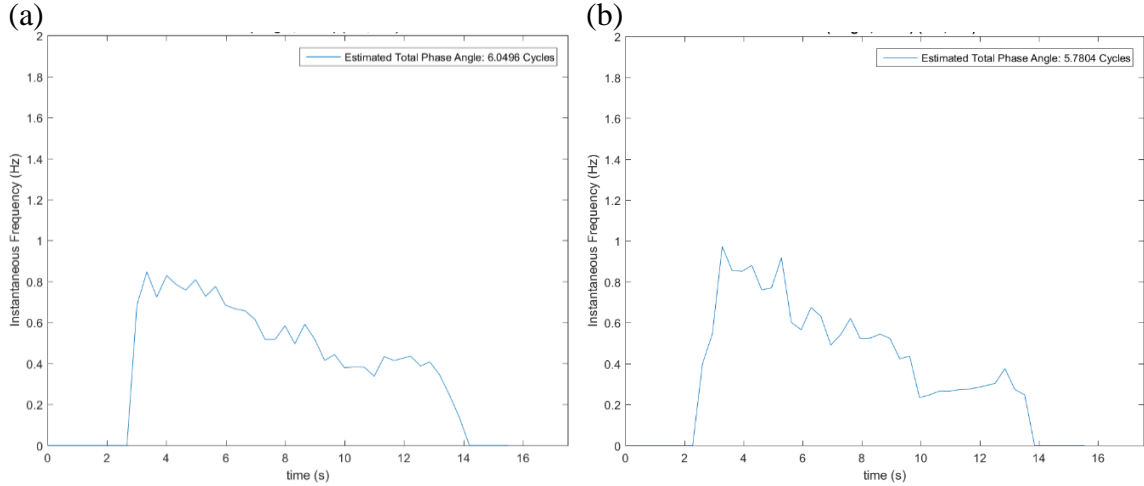 (a)
(b)
2
1.8
1.6
1.4
1.2
1
0.8
0.6
0.4
0.2
0
Instantaneous Frequency (Hz)
Estimated Total Phase Angle: 6.0496 Cycles
0 2 4 6 8 10 12 14 16
time (s)
2
1.8
1.6
1.4
1.2
1
0.8
0.6
0.4
0.2
0
Instantaneous Frequency (Hz)
Estimated Total Phase Angle: 5.7804 Cycles
0 2 4 6 8 10 12 14 16
time (s)